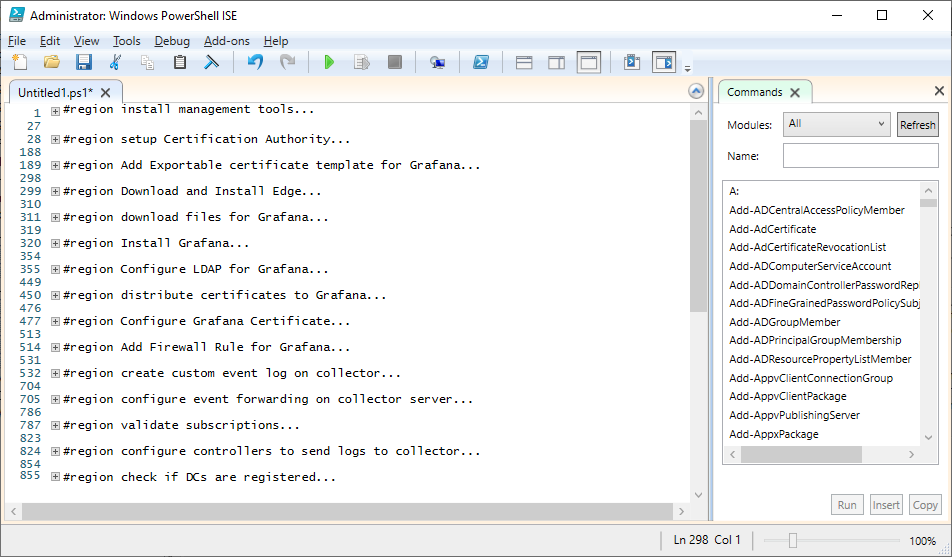 Administrator: Windows PowerShell ISE
File Edit View Tools Debug Add-ons Help
Untitled1.ps1*
1 #region install management tools...
27
28 #region setup Certification Authority...
188
189 #region Add Exportable certificate template for Grafana...
298
299 #region Download and Install Edge...
310
311 #region download files for Grafana...
319
320 #region Install Grafana...
354
355 #region Configure LDAP for Grafana...
449
450 #region distribute certificates to Grafana...
476
477 #region Configure Grafana Certificate...
513
514 #region Add Firewall Rule for Grafana...
531
532 #region create custom event log on collector...
704
705 #region configure event forwarding on collector server...
786
787 #region validate subscriptions...
823
824 #region configure controllers to send logs to collector...
854
855 #region check if DCs are registered...
Commands
Modules: All Refresh
Name:
A:
Add-ADCentralAccessPolicyMember
Add-AdCertificate
Add-AdCertificateRevocationList
Add-ADComputerServiceAccount
Add-ADDomainControllerPasswordRepl
Add-ADFineGrainedPasswordPolicySubj
Add-ADGroupMember
Add-ADPrincipalGroupMembership
Add-ADResourcePropertyListMember
Add-AppvClientConnectionGroup
Add-AppvClientPackage
Add-AppvPublishingServer
Add-AppxPackage
Run Insert Copy
Ln 298 Col 1 100%